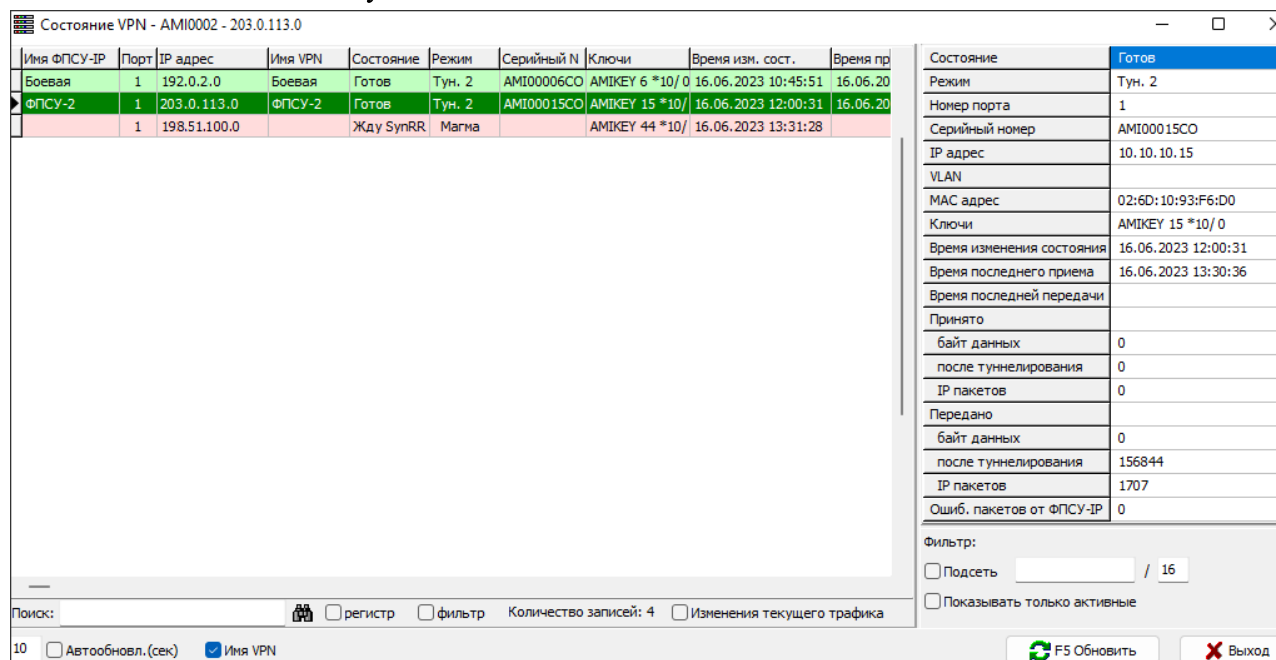 Состояние VPN - AMI0002 - 203.0.113.0
Имя ФПСУ-IP Порт IP адрес Имя VPN Состояние Режим Серийный N Ключи Время изм. сост. Время пр
Боевая 1 192.0.2.0 Боевая Готов Тун. 2 AMI00006CO AMIKEY 6 *10/ 0 16.06.2023 10:45:51 16.06.20
ФПСУ-2 1 203.0.113.0 ФПСУ-2 Готов Тун. 2 AMI00015CO AMIKEY 15 *10/ 16.06.2023 12:00:31 16.06.20
1 198.51.100.0 Жду SynRR Магма AMIKEY 44 *10/ 16.06.2023 13:31:28
Состояние Готов
Режим Тун. 2
Номер порта 1
Серийный номер AMI00015CO
IP адрес 10.10.10.15
VLAN
MAC адрес 02:6D:10:93:F6:D0
Ключи AMIKEY 15 *10/ 0
Время изменения состояния 16.06.2023 12:00:31
Время последнего приема 16.06.2023 13:30:36
Время последней передачи
Принято
байт данных 0
после туннелирования 0
IP пакетов 0
Передано
байт данных 0
после туннелирования 156844
IP пакетов 1707
Ошиб. пакетов от ФПСУ-IP 0
Фильтр:
Подсеть / 16
Показывать только активные
Поиск: регистр фильтр Количество записей: 4 Изменения текущего трафика
10 Автообновл.(сек) Имя VPN F5 Обновить Выход